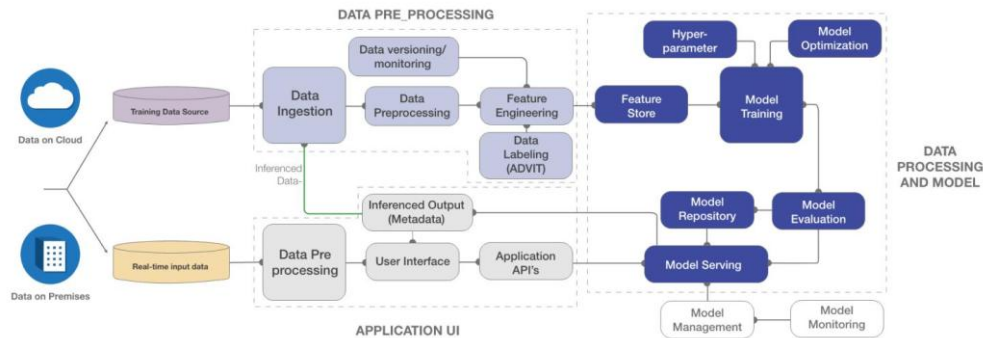 DATA PRE_PROCESSING
Data versioning/
monitoring
Hyper-
parameter
Model
Optimization
Data on Cloud
Training Data Source
Data
Ingestion
Data
Preprocessing
Feature
Engineering
Feature
Store
Model
Training
Data
Labeling
(ADVIT)
DATA
PROCESSING
AND MODEL
Inferenced
Data-
Inferenced Output
(Metadata)
Model
Repository
Model
Evaluation
Data on Premises
Real-time input data
Data Pre
processing
User Interface
Application
API's
Model Serving
APPLICATION UI
Model
Management
Model
Monitoring